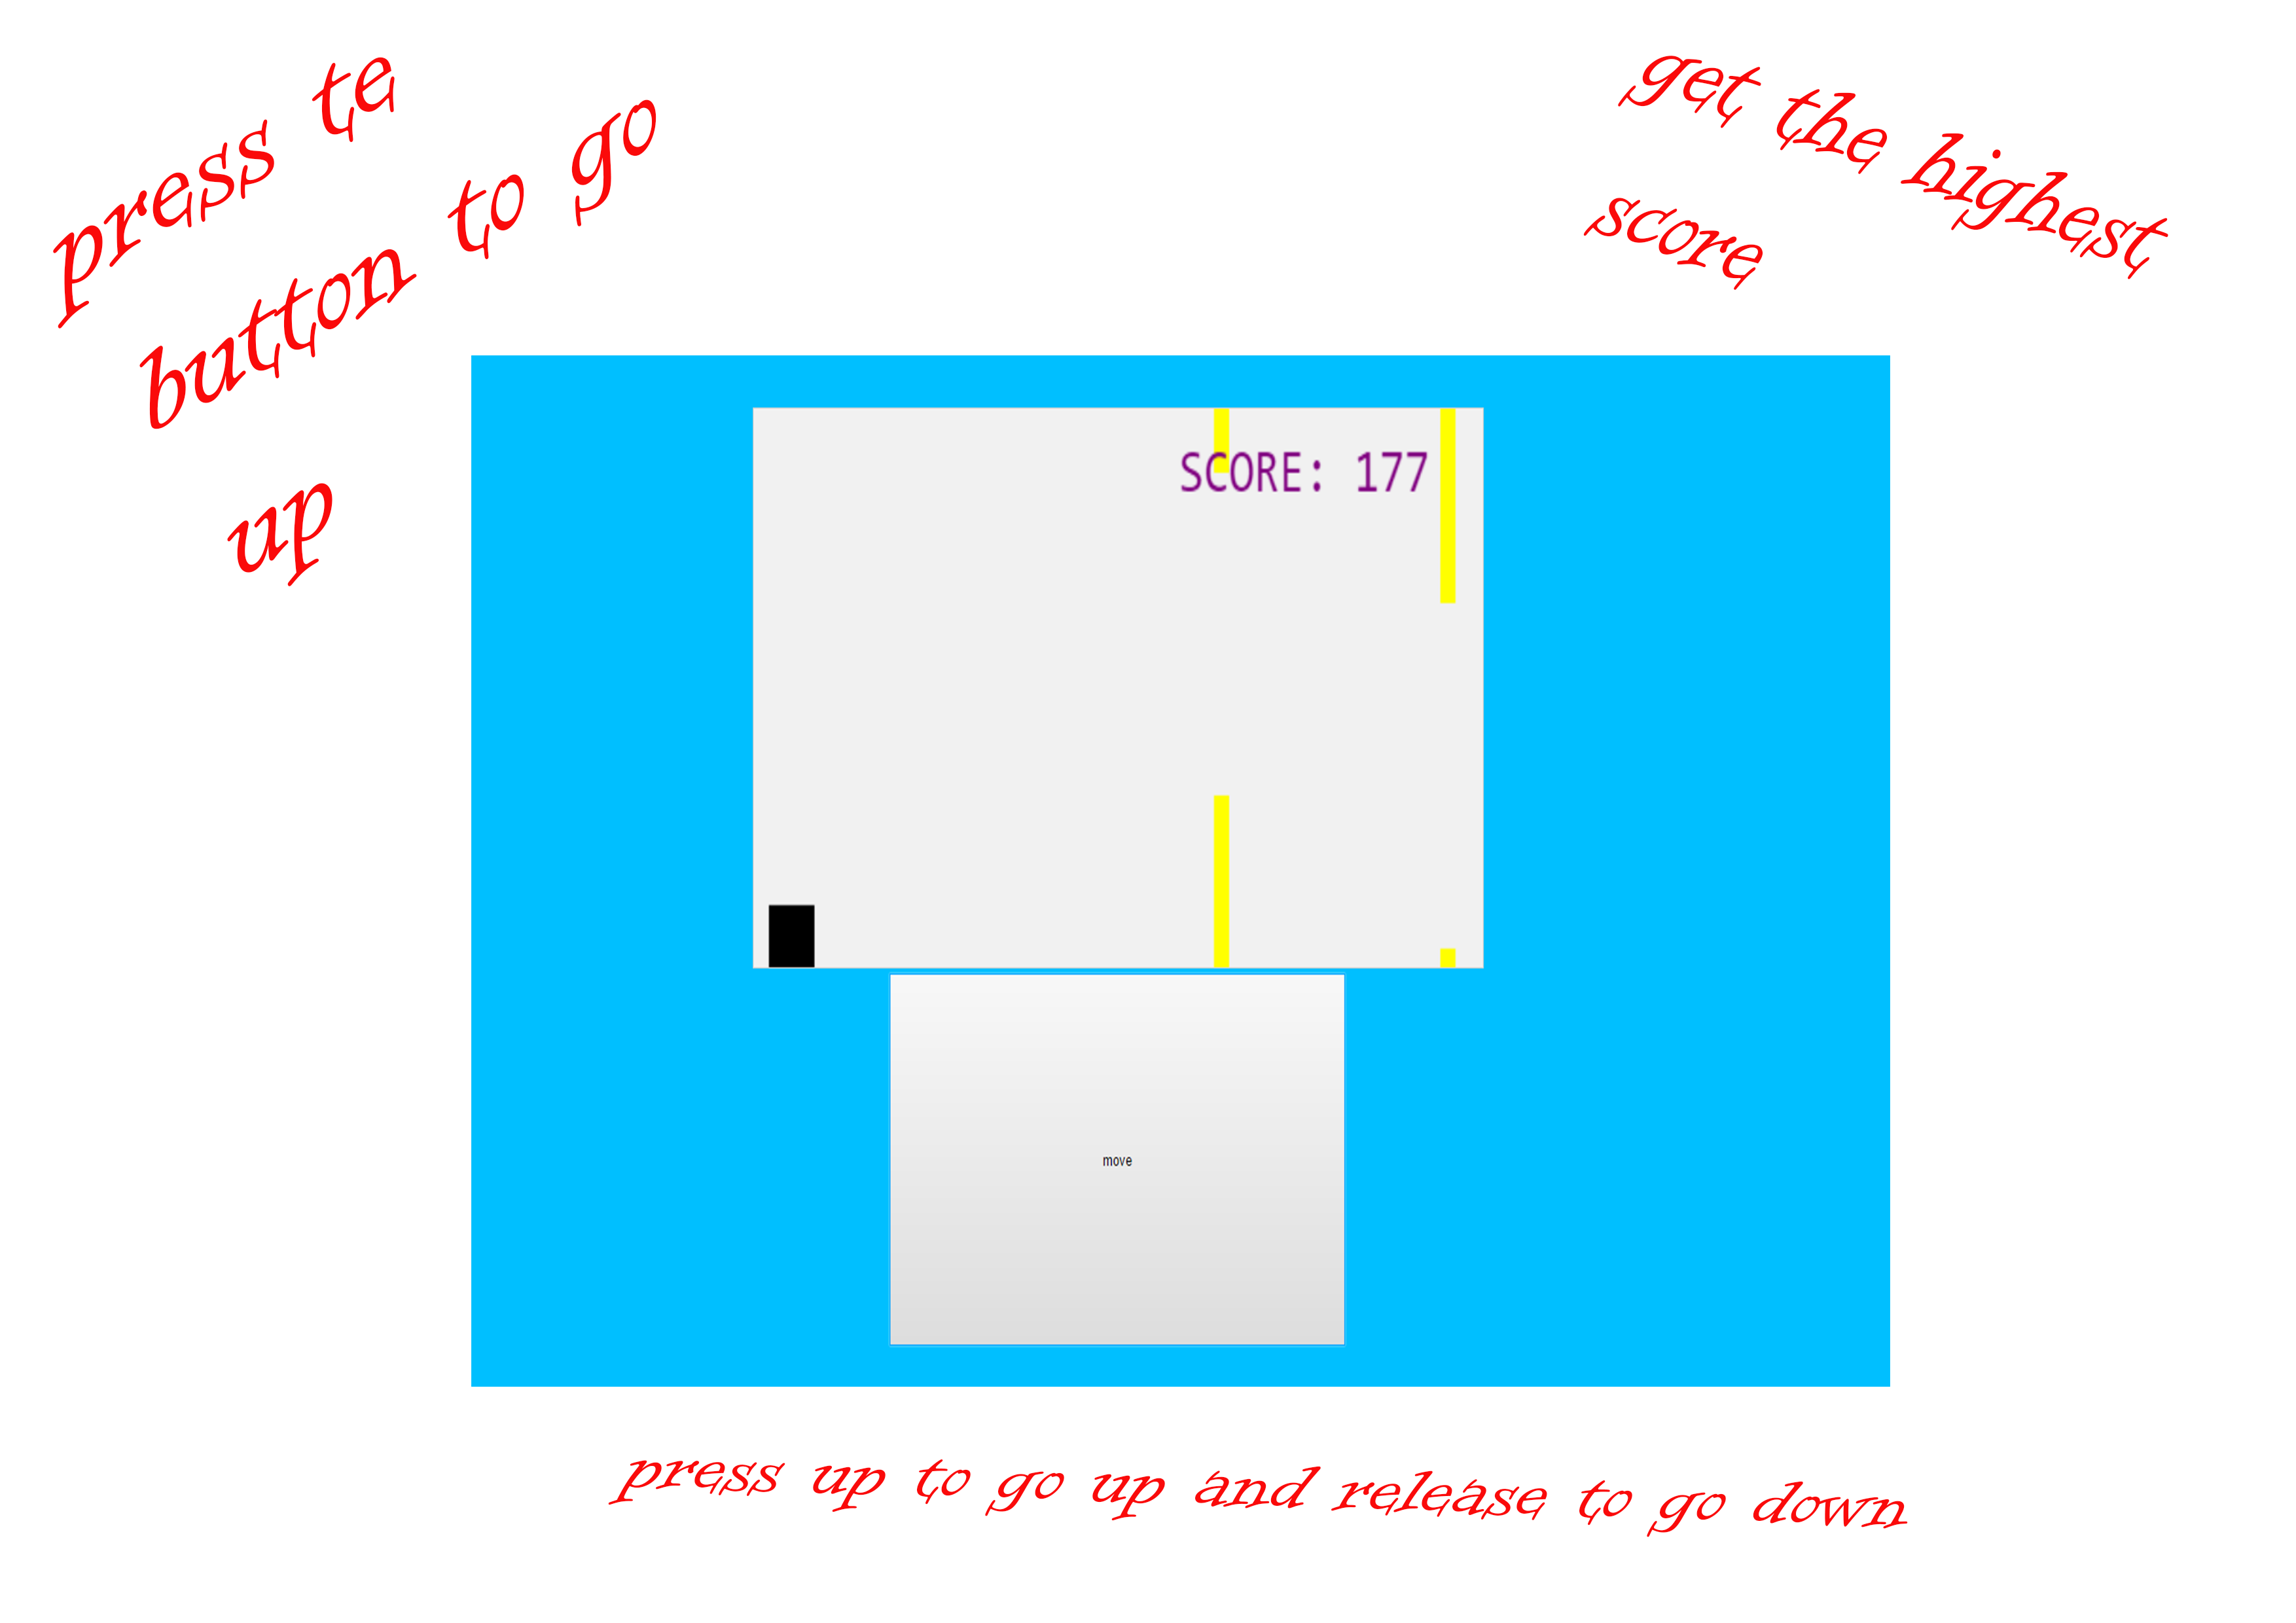 press te
button to go
up
get the highest
score
SCORE: 177
move
press up to go up and release to go down